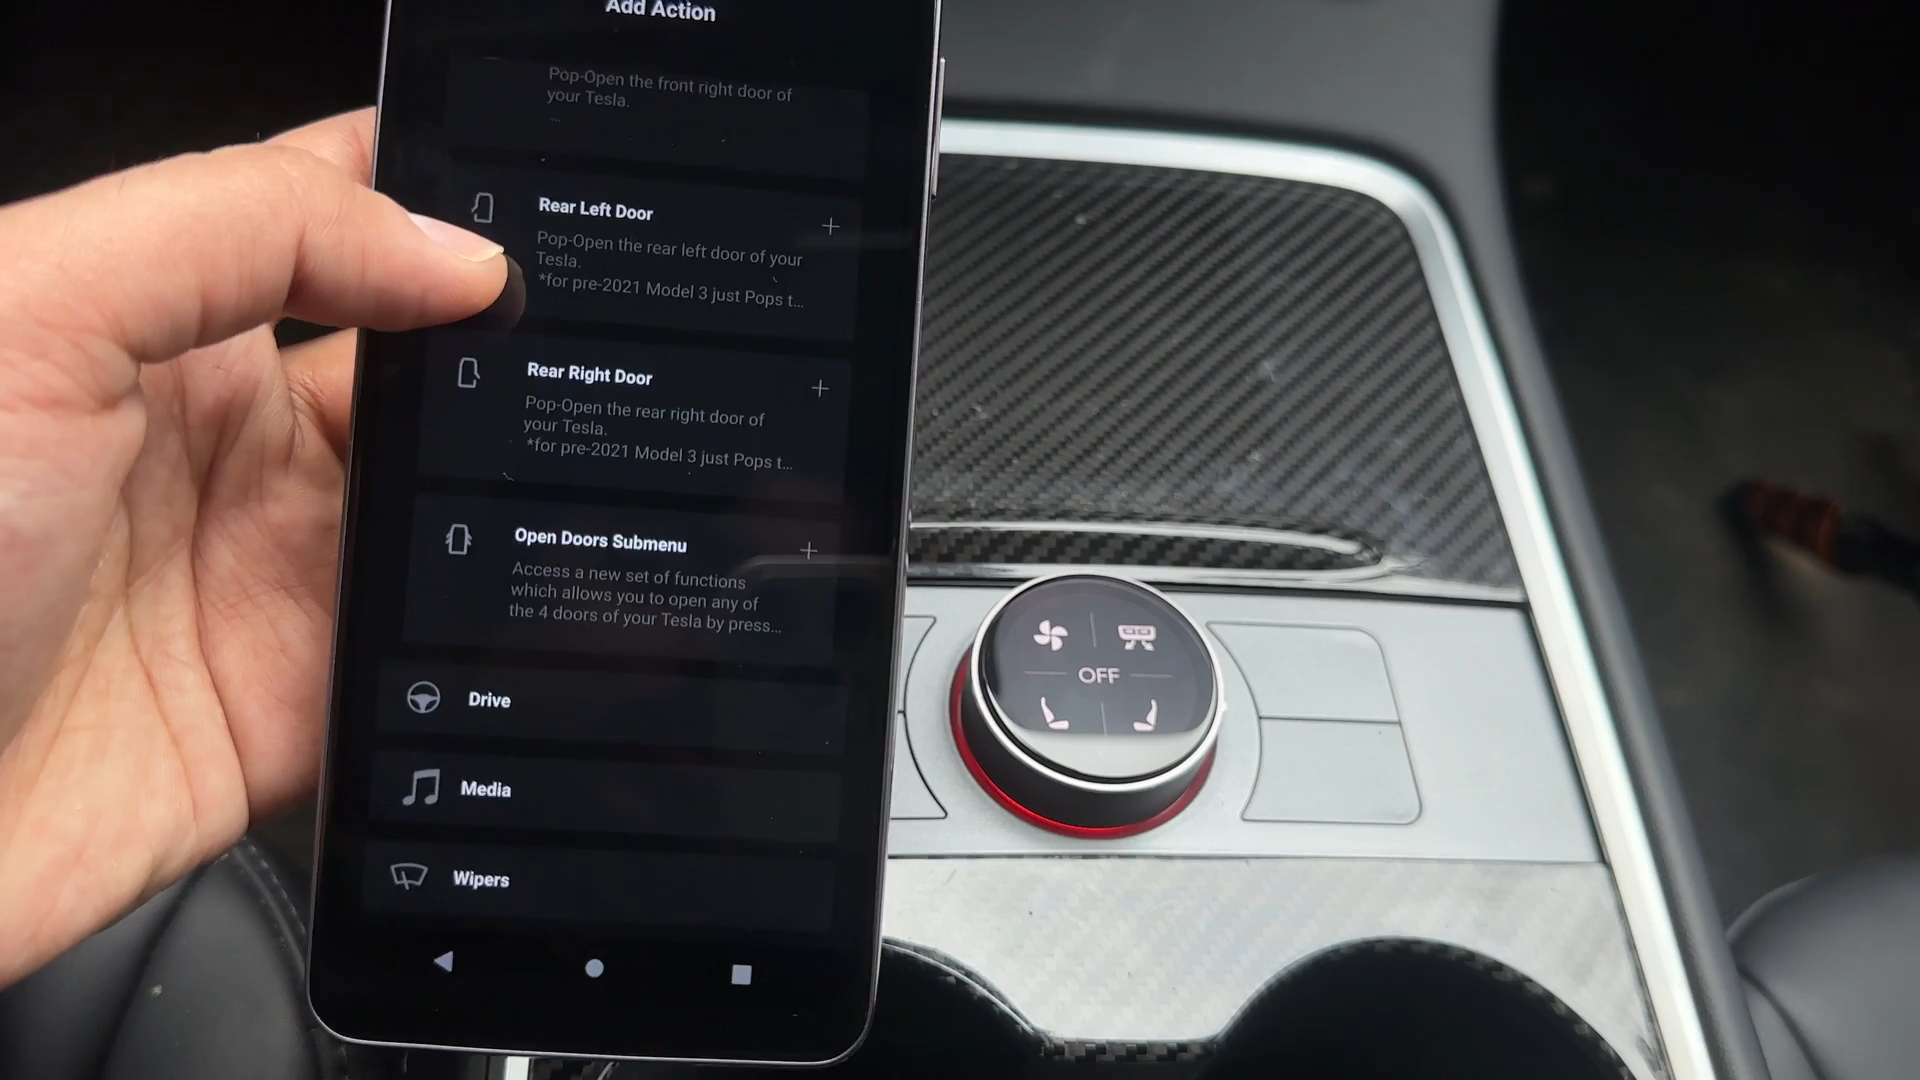 Add Action
Pop-Open the front right door of
your Tesla.
...
Rear Left Door
Pop-Open the rear left door of your
Tesla.
*for pre-2021 Model 3 just Pops t...
Rear Right Door
Pop-Open the rear right door of
your Tesla.
*for pre-2021 Model 3 just Pops t...
Open Doors Submenu
Access a new set of functions
which allows you to open any of
the 4 doors of your Tesla by press...
Drive
Media
Wipers
OFF